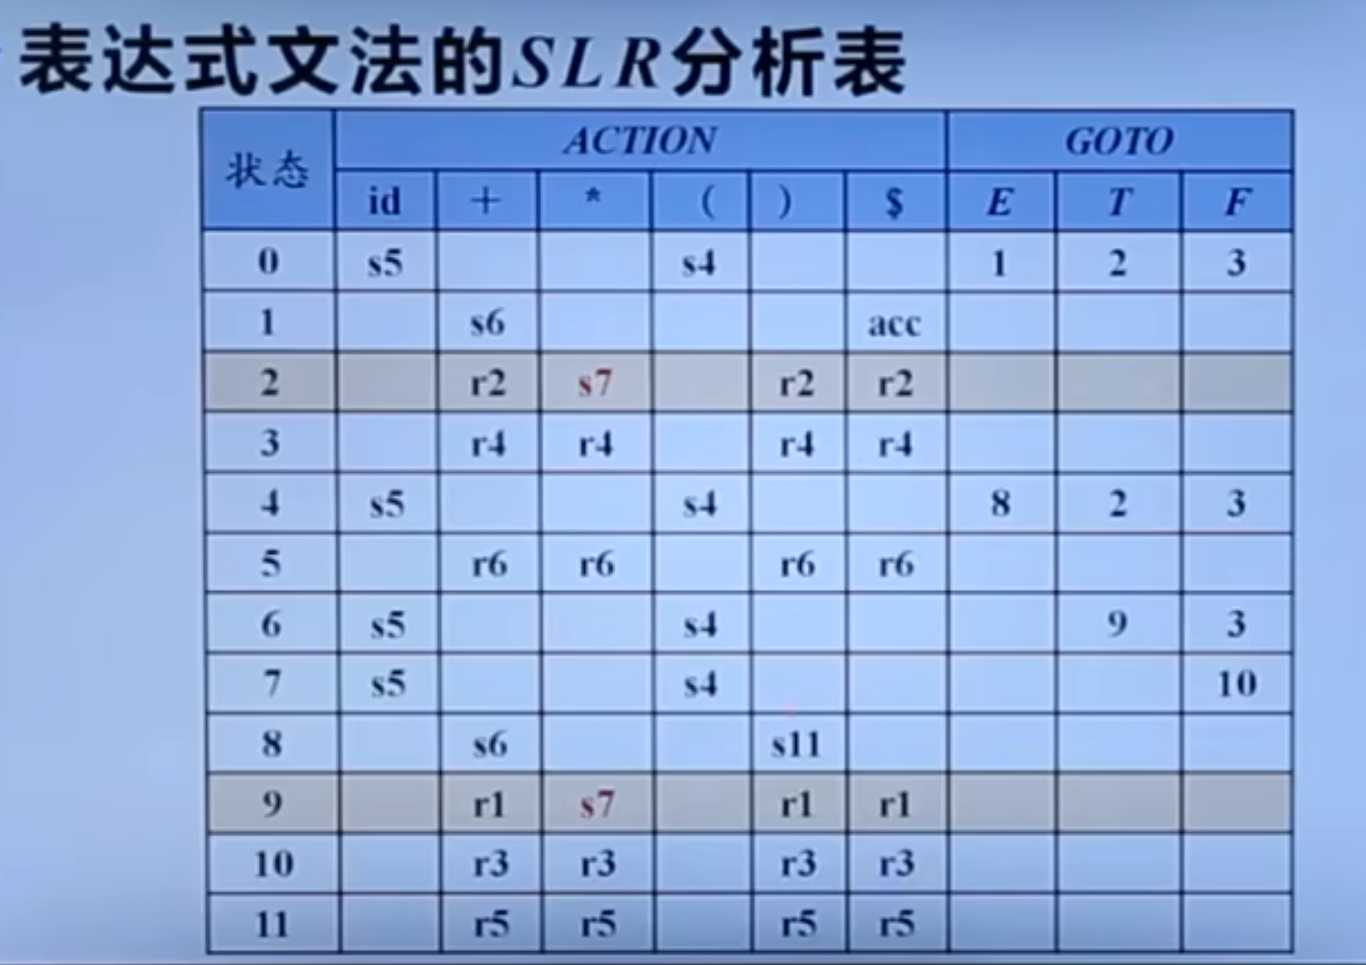 表达式文法的SLR分析表
状态 ACTION GOTO
id + * ( ) $ E T F
0 s5 s4 1 2 3
1 s6 acc
2 r2 s7 r2 r2
3 r4 r4 r4 r4
4 s5 s4 8 2 3
5 r6 r6 r6 r6
6 s5 s4 9 3
7 s5 s4 10
8 s6 s11
9 r1 s7 r1 r1
10 r3 r3 r3 r3
11 r5 r5 r5 r5